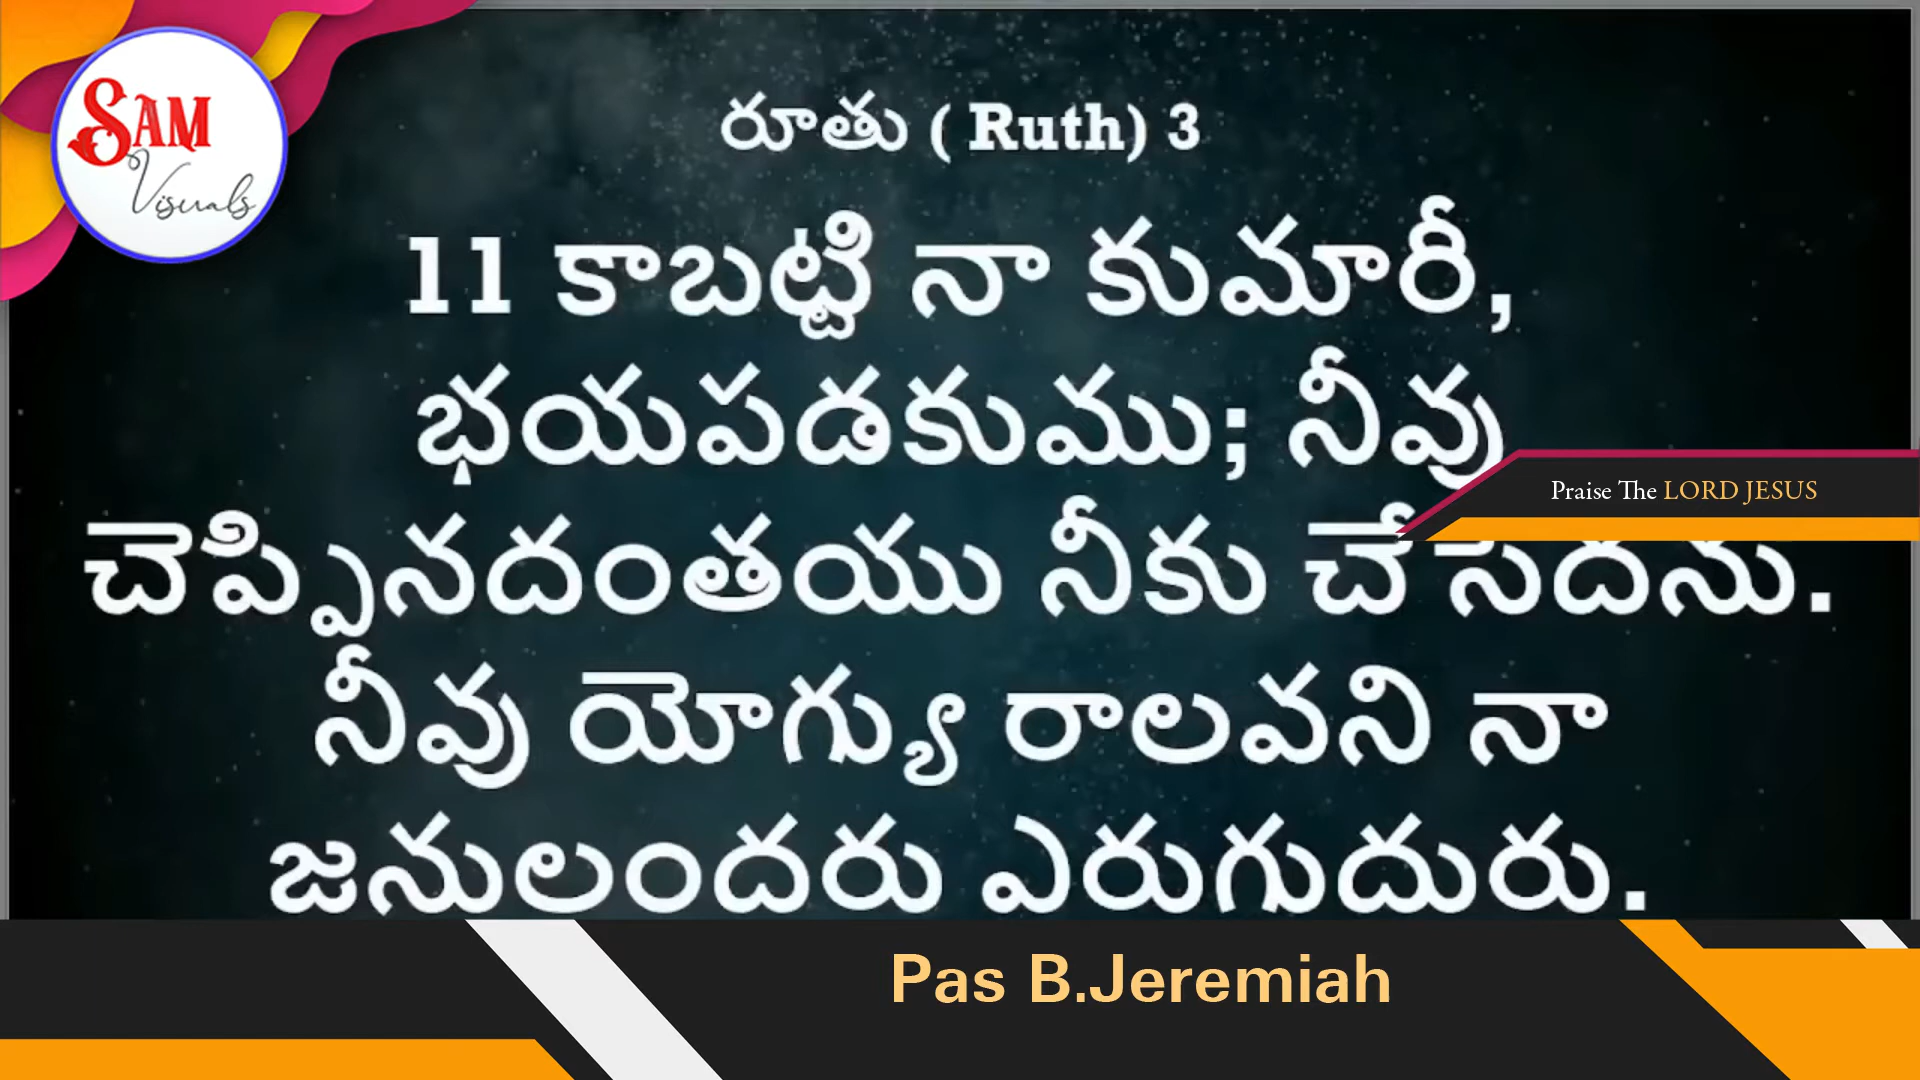 SAM
Visuals
రూతు ( Ruth) 3
11 కాబట్టి నా కుమారీ,
భయపడకుము; నీవు
Praise The LORD JESUS
చెప్పినదంతయు నీకు చేసెదను.
నీవు యోగ్యు రాలవని నా
జనులందరు ఎరుగుదురు.
Pas B.Jeremiah